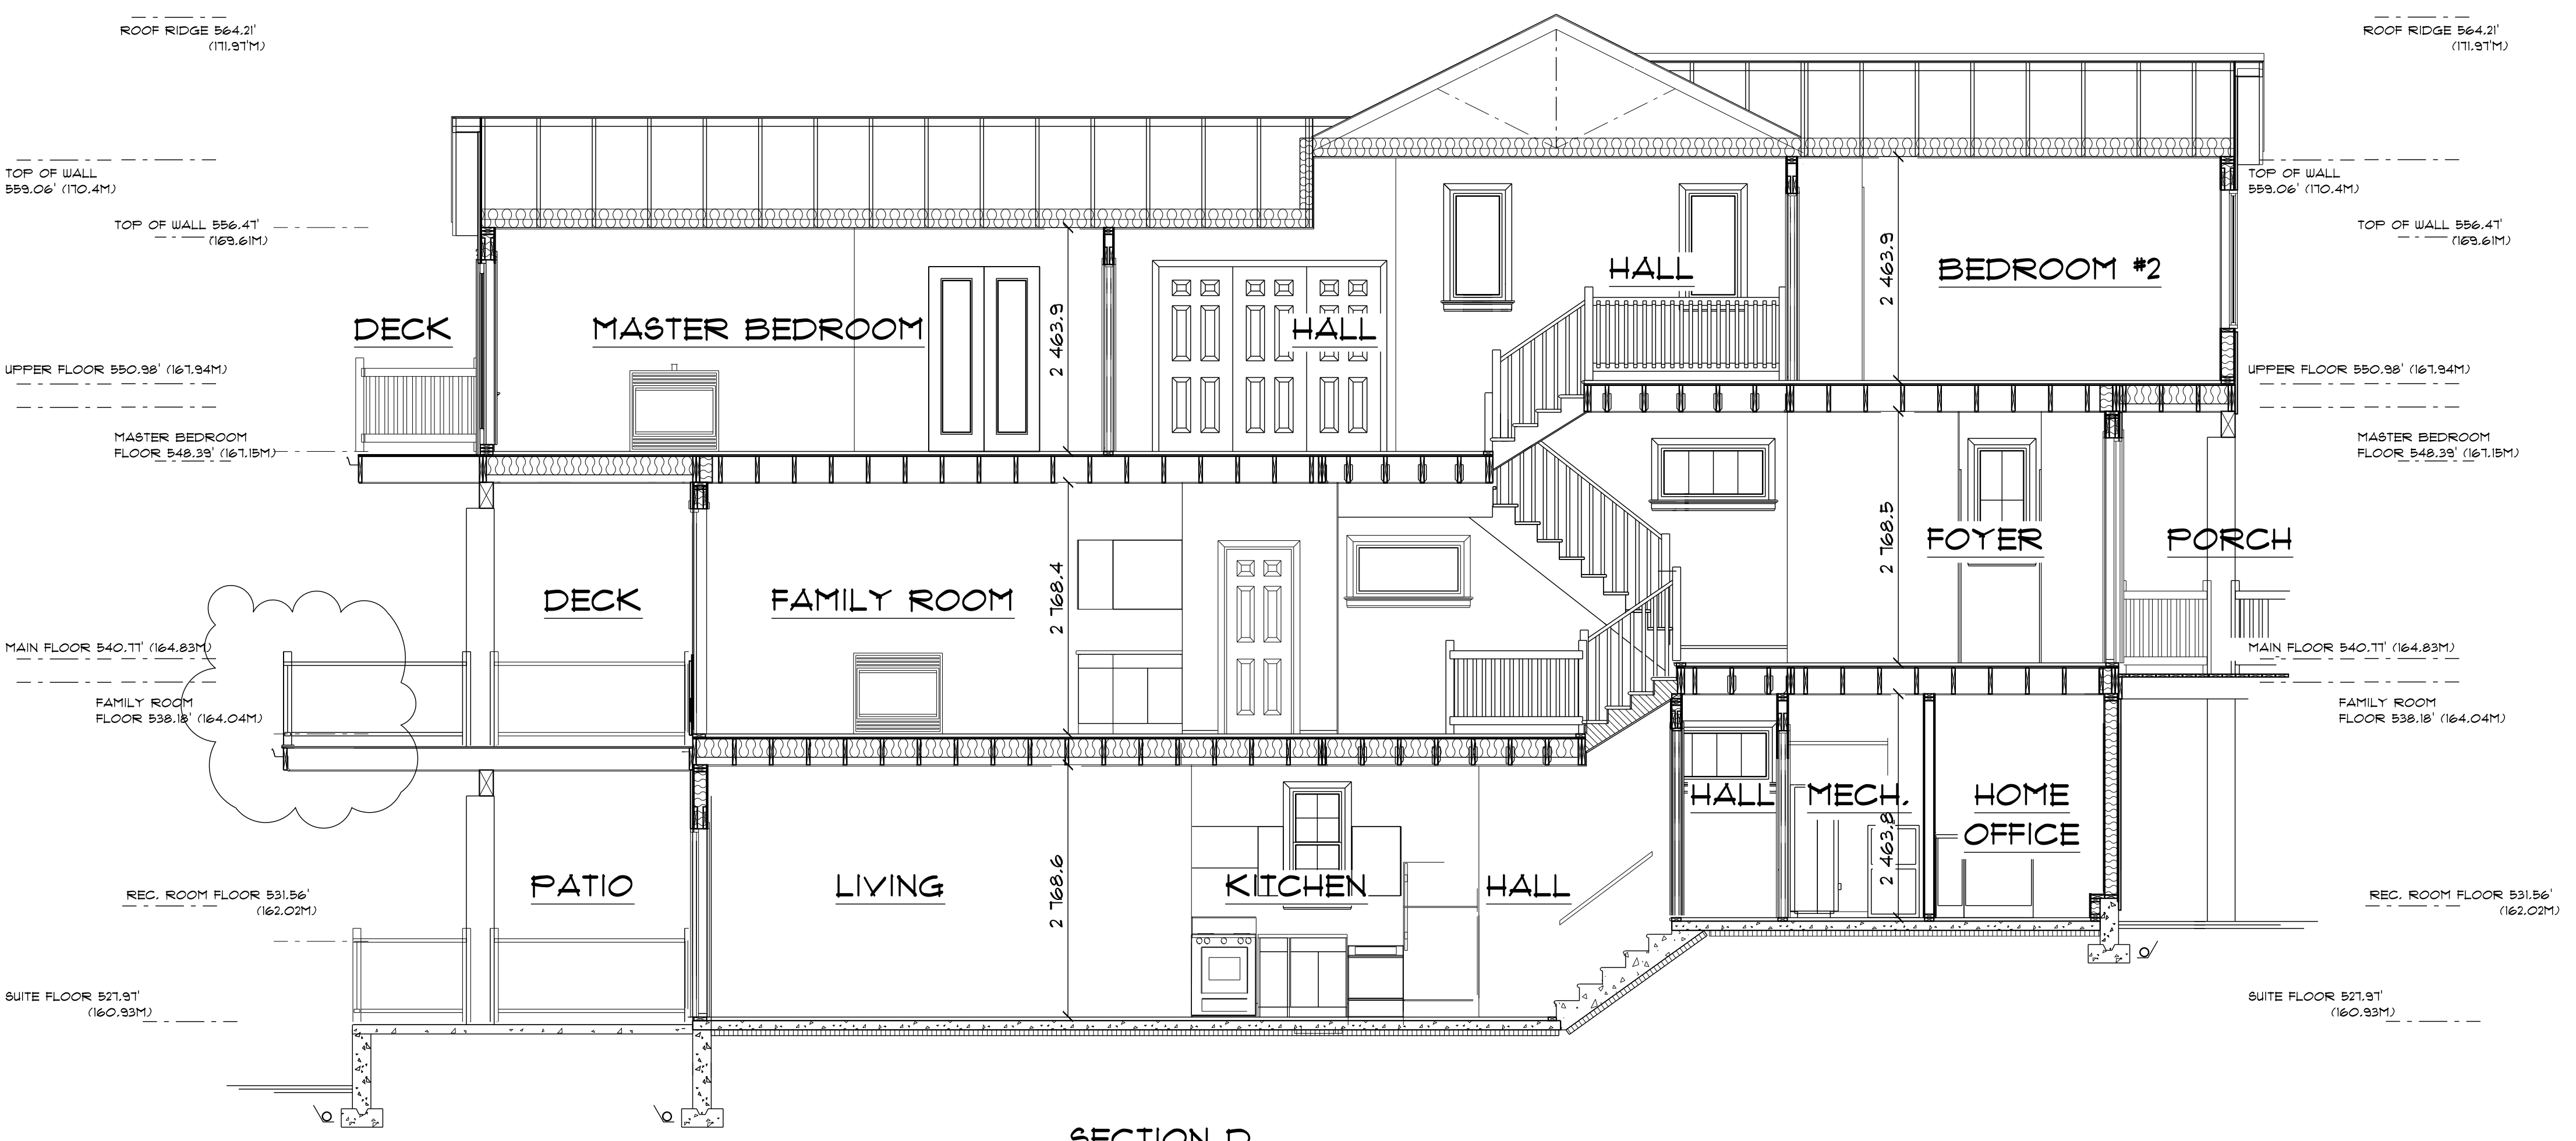 ROOF RIDGE 564.21'
(171.97'M)
ROOF RIDGE 564.21'
(171.97'M)
TOP OF WALL
559.06' (170.4M)
TOP OF WALL
559.06' (170.4M)
TOP OF WALL 556.47'
(169.61M)
TOP OF WALL 556.47'
(169.61M)
HALL
2 463.9
BEDROOM #2
DECK
MASTER BEDROOM
2 463.9
HALL
UPPER FLOOR 550.98' (167.94M)
UPPER FLOOR 550.98' (167.94M)
MASTER BEDROOM
FLOOR 548.39' (167.15M)
MASTER BEDROOM
FLOOR 548.39' (167.15M)
2 768.5
FOYER
PORCH
DECK
FAMILY ROOM
2 768.4
MAIN FLOOR 540.77' (164.83M)
MAIN FLOOR 540.77' (164.83M)
FAMILY ROOM
FLOOR 538.18' (164.04M)
FAMILY ROOM
FLOOR 538.18' (164.04M)
HALL
MECH.
2 463.8
HOME
OFFICE
PATIO
LIVING
2 768.6
KITCHEN
HALL
REC. ROOM FLOOR 531.56'
(162.02M)
REC. ROOM FLOOR 531.56'
(162.02M)
SUITE FLOOR 527.97'
(160.93M)
SUITE FLOOR 527.97'
(160.93M)